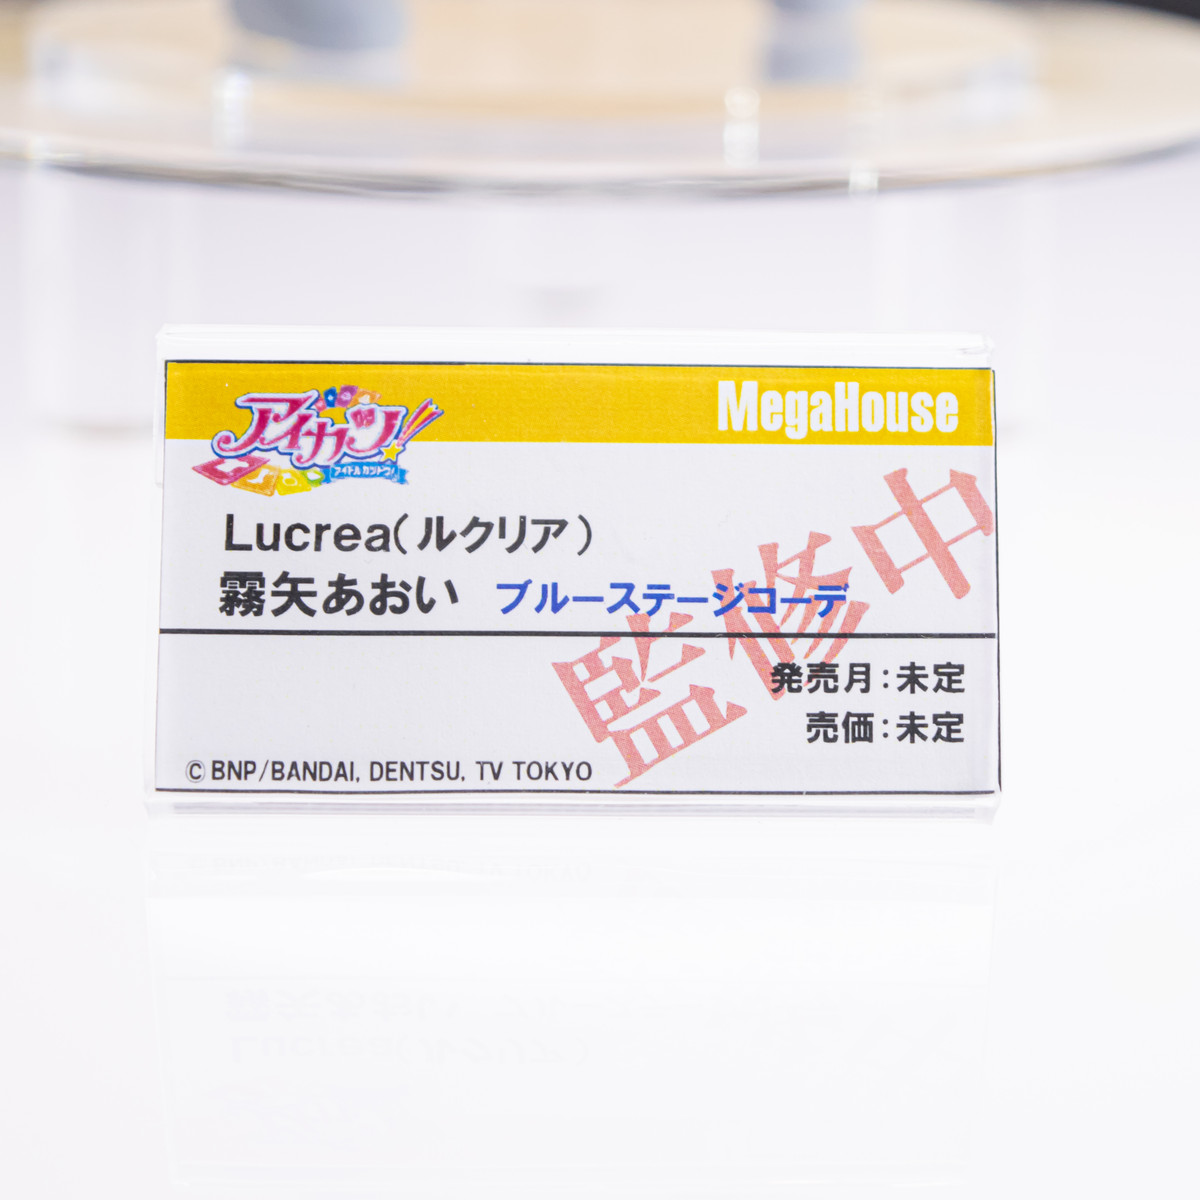 アイカツ!
アイドルカツドウ!
MegaHouse
Lucrea(ルクリア)
霧矢あおい ブルーステージコーデ
監修中
発売月:未定
売価:未定
©BNP/BANDAI, DENTSU, TV TOKYO